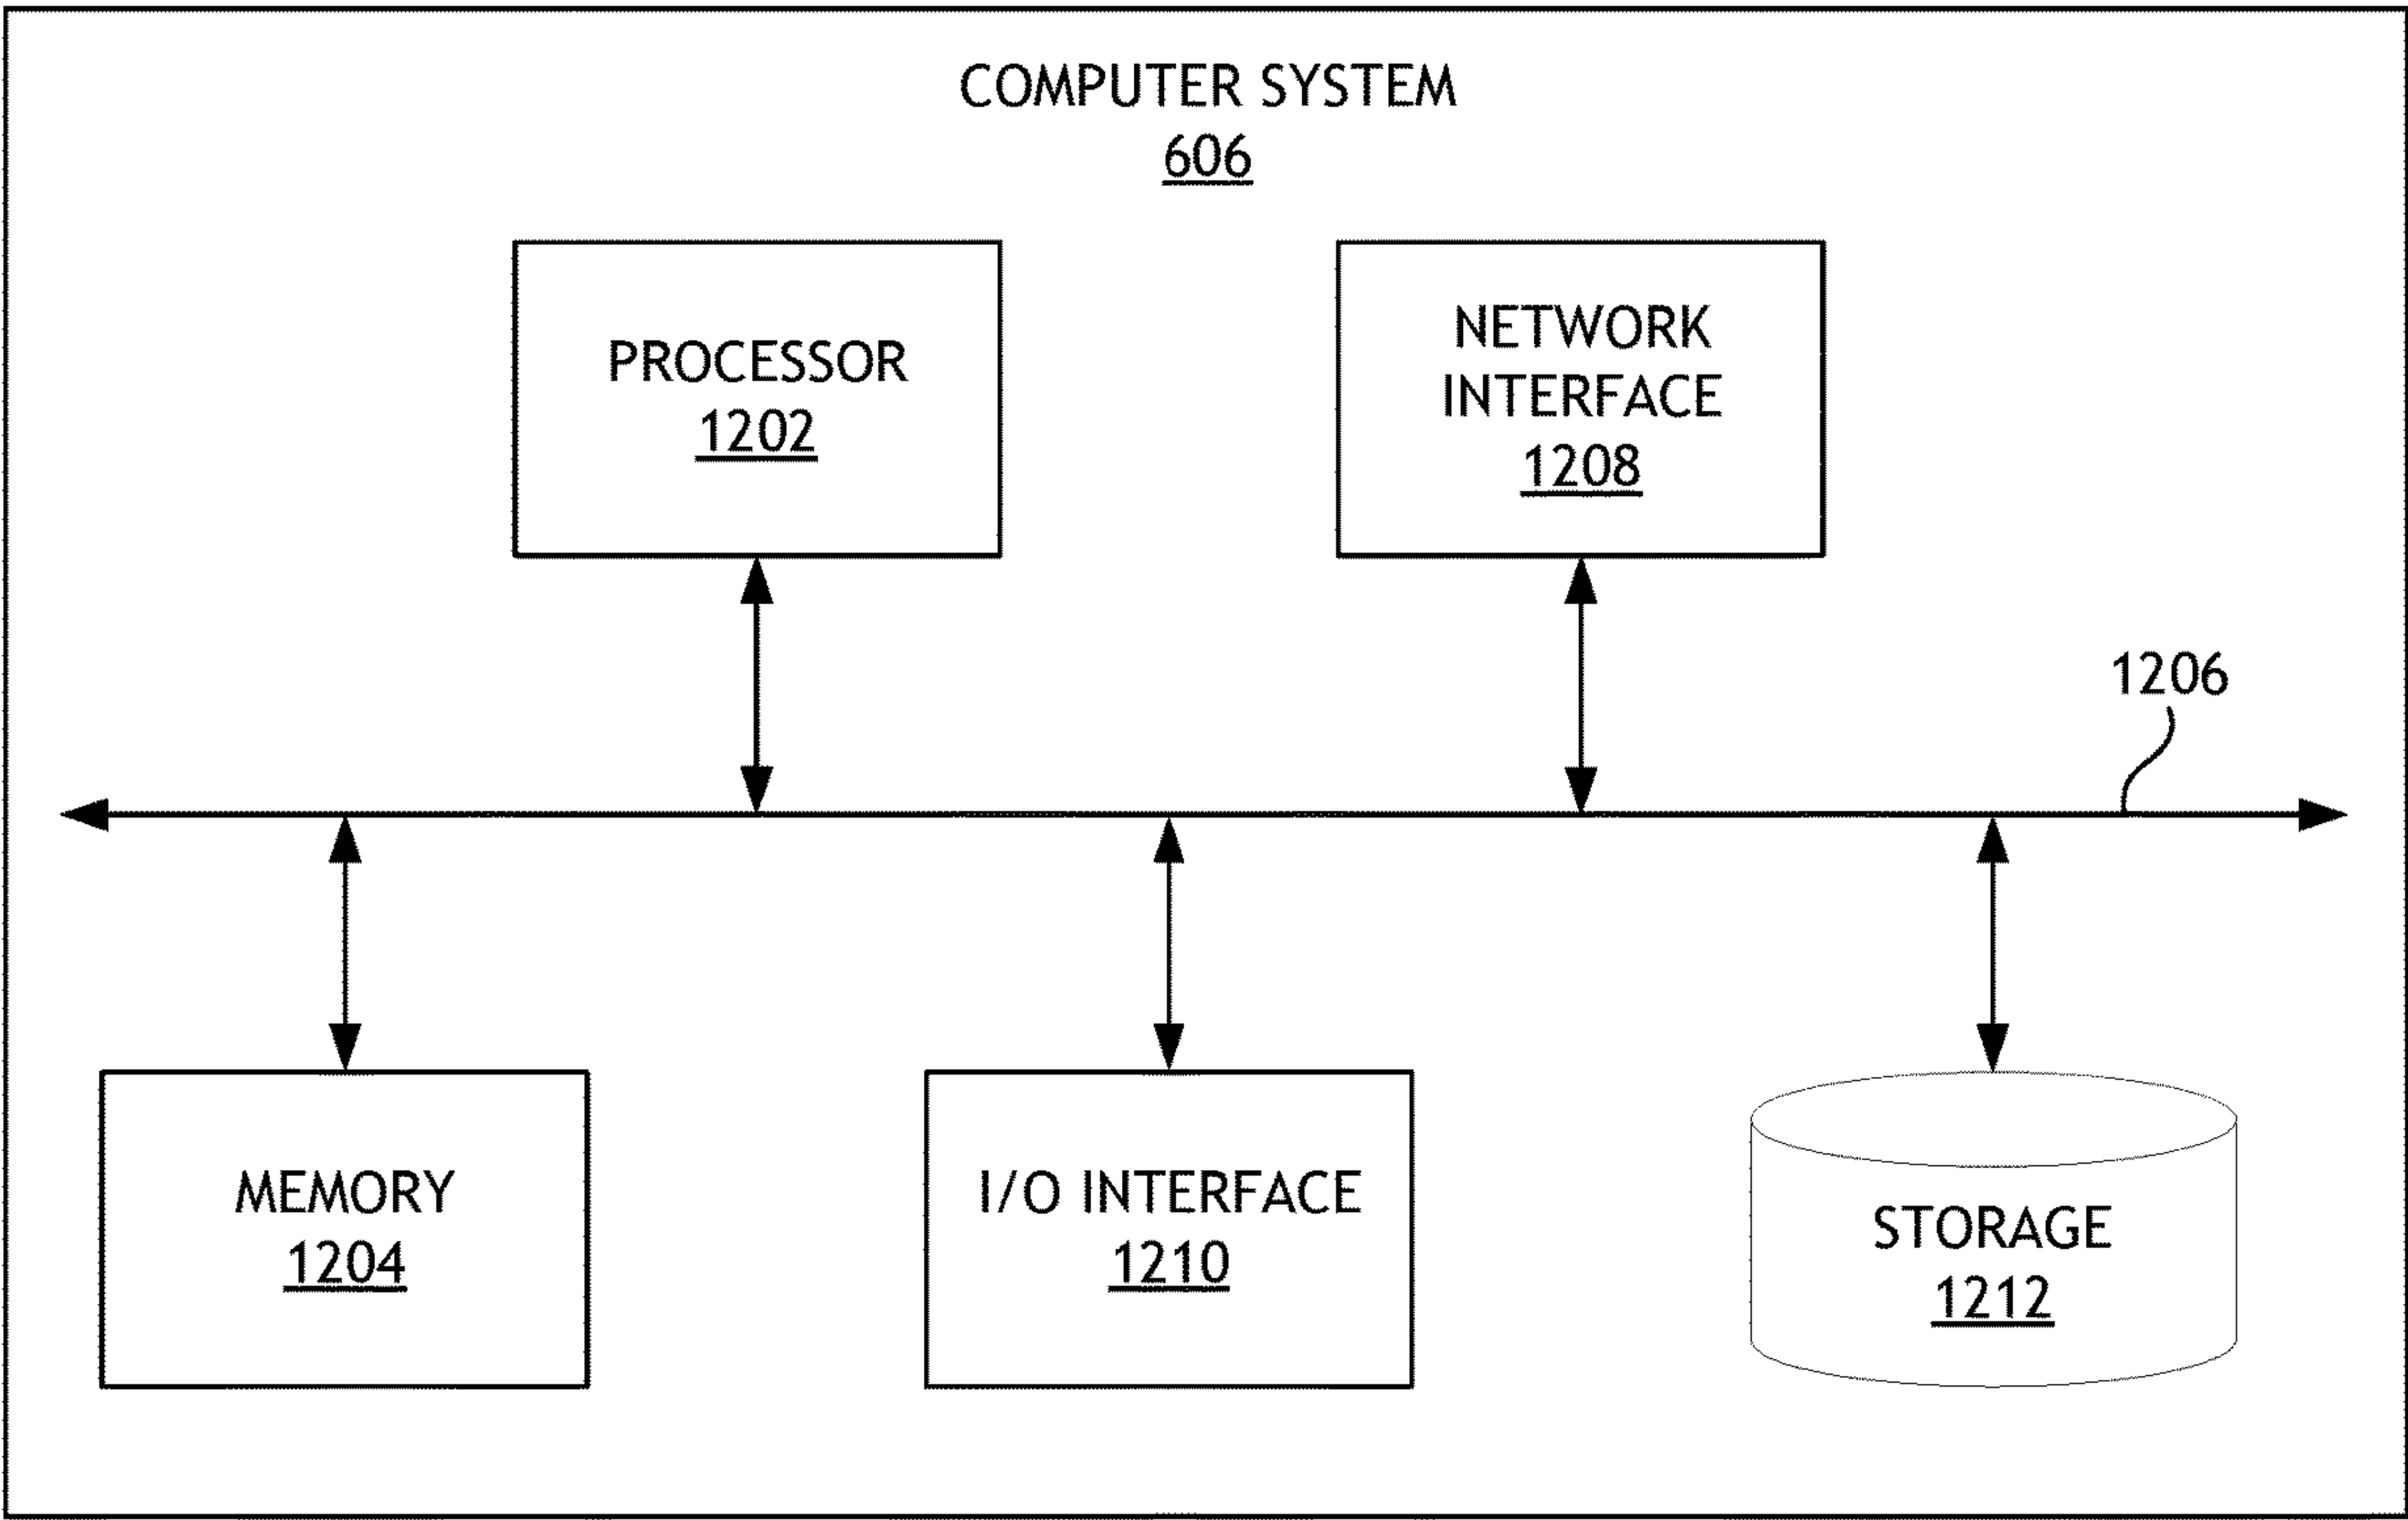 COMPUTER SYSTEM
606
PROCESSOR
1202
NETWORK
INTERFACE
1208
1206
MEMORY
1204
I/O INTERFACE
1210
STORAGE
1212